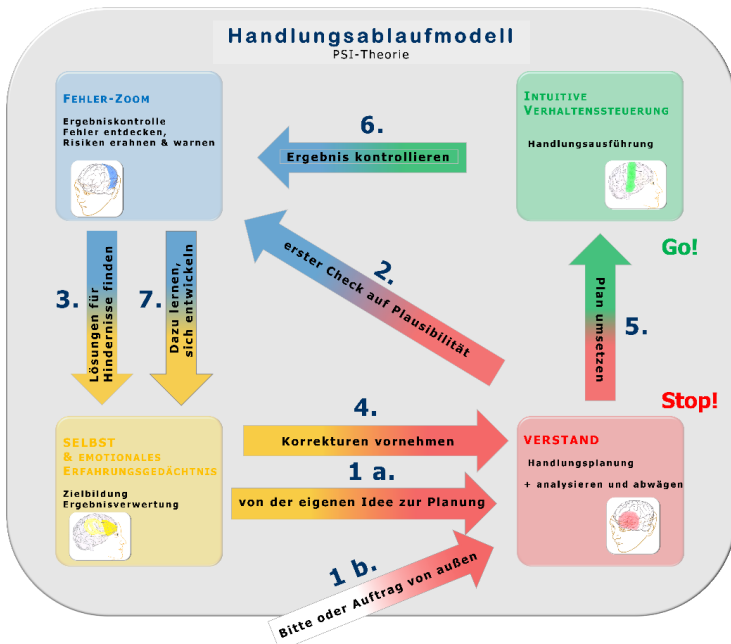 Handlungsablaufmodell
PSI-Theorie
FEHLER-ZOOM
Ergebniskontrolle
Fehler entdecken,
Risiken erahnen & warnen
INTUITIVE
VERHALTENSSTEUERUNG
Handlungsausführung
6.
Ergebnis kontrollieren
2.
erster Check auf Plausibilität
Go!
3.
Lösungen für
Hindernisse finden
7.
Dazu lernen,
sich entwickeln
Plan umsetzen
5.
Stop!
SELBST
& EMOTIONALES
ERFAHRUNGSGEDÄCHTNIS
Zielbildung
Ergebnisverwertung
4.
Korrekturen vornehmen
1 a.
von der eigenen Idee zur Planung
VERSTAND
Handlungsplanung
+ analysieren und abwägen
1 b.
Bitte oder Auftrag von außen